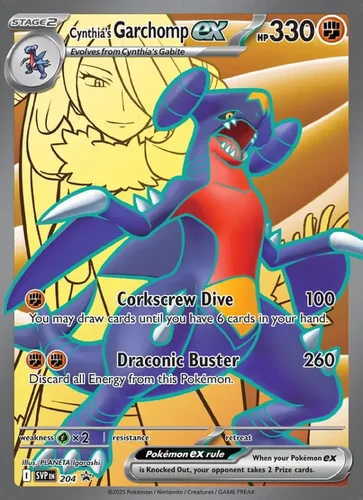 STAGE2 Cynthia's Garchomp ex HP330
Evolves from Cynthia's Gabite
Corkscrew Dive 100
You may draw cards until you have 6 cards in your hand.
Draconic Buster 260
Discard all Energy from this Pokémon.
weakness ×2 resistance retreat
Illus. PLANETA Igarashi
Pokémon ex rule When your Pokémon ex
is Knocked Out, your opponent takes 2 Prize cards.
I SVP EN 204
©2025 Pokémon / Nintendo / Creatures / GAME FREAK